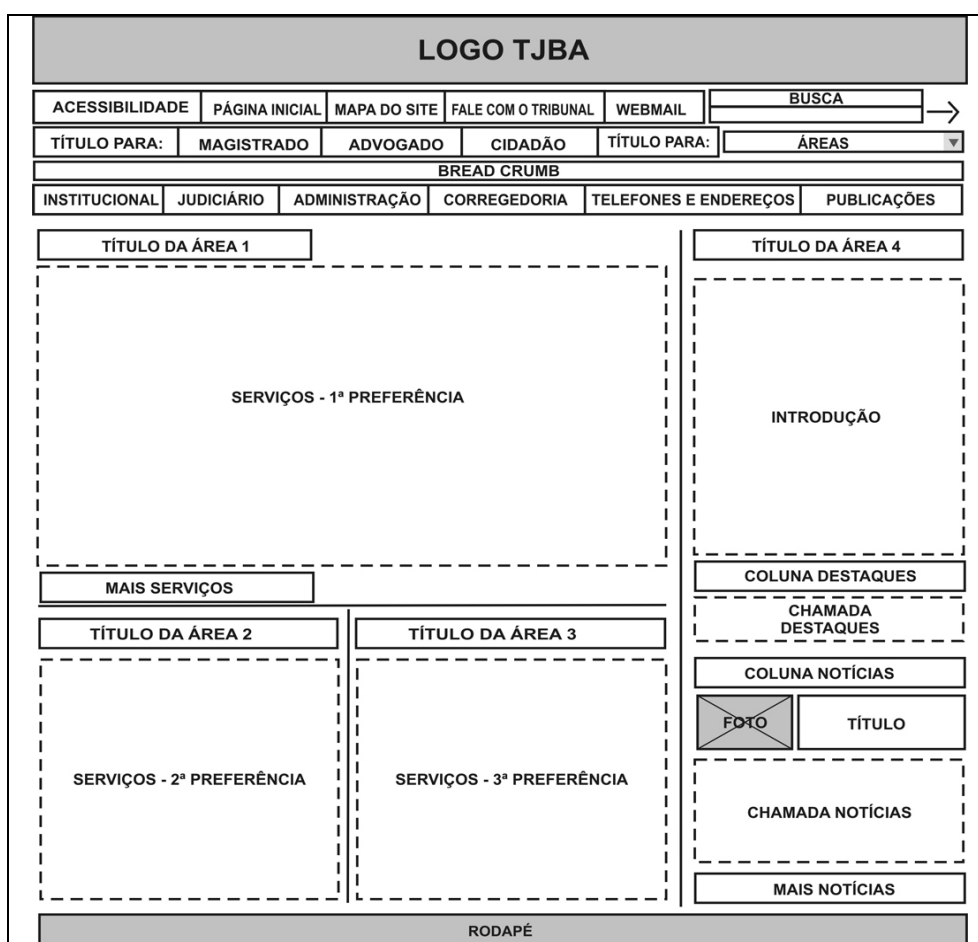 LOGO TJBA
ACESSIBILIDADE PÁGINA INICIAL MAPA DO SITE FALE COM O TRIBUNAL WEBMAIL BUSCA
TÍTULO PARA: MAGISTRADO ADVOGADO CIDADÃO TÍTULO PARA: ÁREAS
BREAD CRUMB
INSTITUCIONAL JUDICIÁRIO ADMINISTRAÇÃO CORREGEDORIA TELEFONES E ENDEREÇOS PUBLICAÇÕES
TÍTULO DA ÁREA 1
SERVIÇOS - 1ª PREFERÊNCIA
MAIS SERVIÇOS
TÍTULO DA ÁREA 2
SERVIÇOS - 2ª PREFERÊNCIA
TÍTULO DA ÁREA 3
SERVIÇOS - 3ª PREFERÊNCIA
TÍTULO DA ÁREA 4
INTRODUÇÃO
COLUNA DESTAQUES
CHAMADA
DESTAQUES
COLUNA NOTÍCIAS
FOTO TÍTULO
CHAMADA NOTÍCIAS
MAIS NOTÍCIAS
RODAPÉ